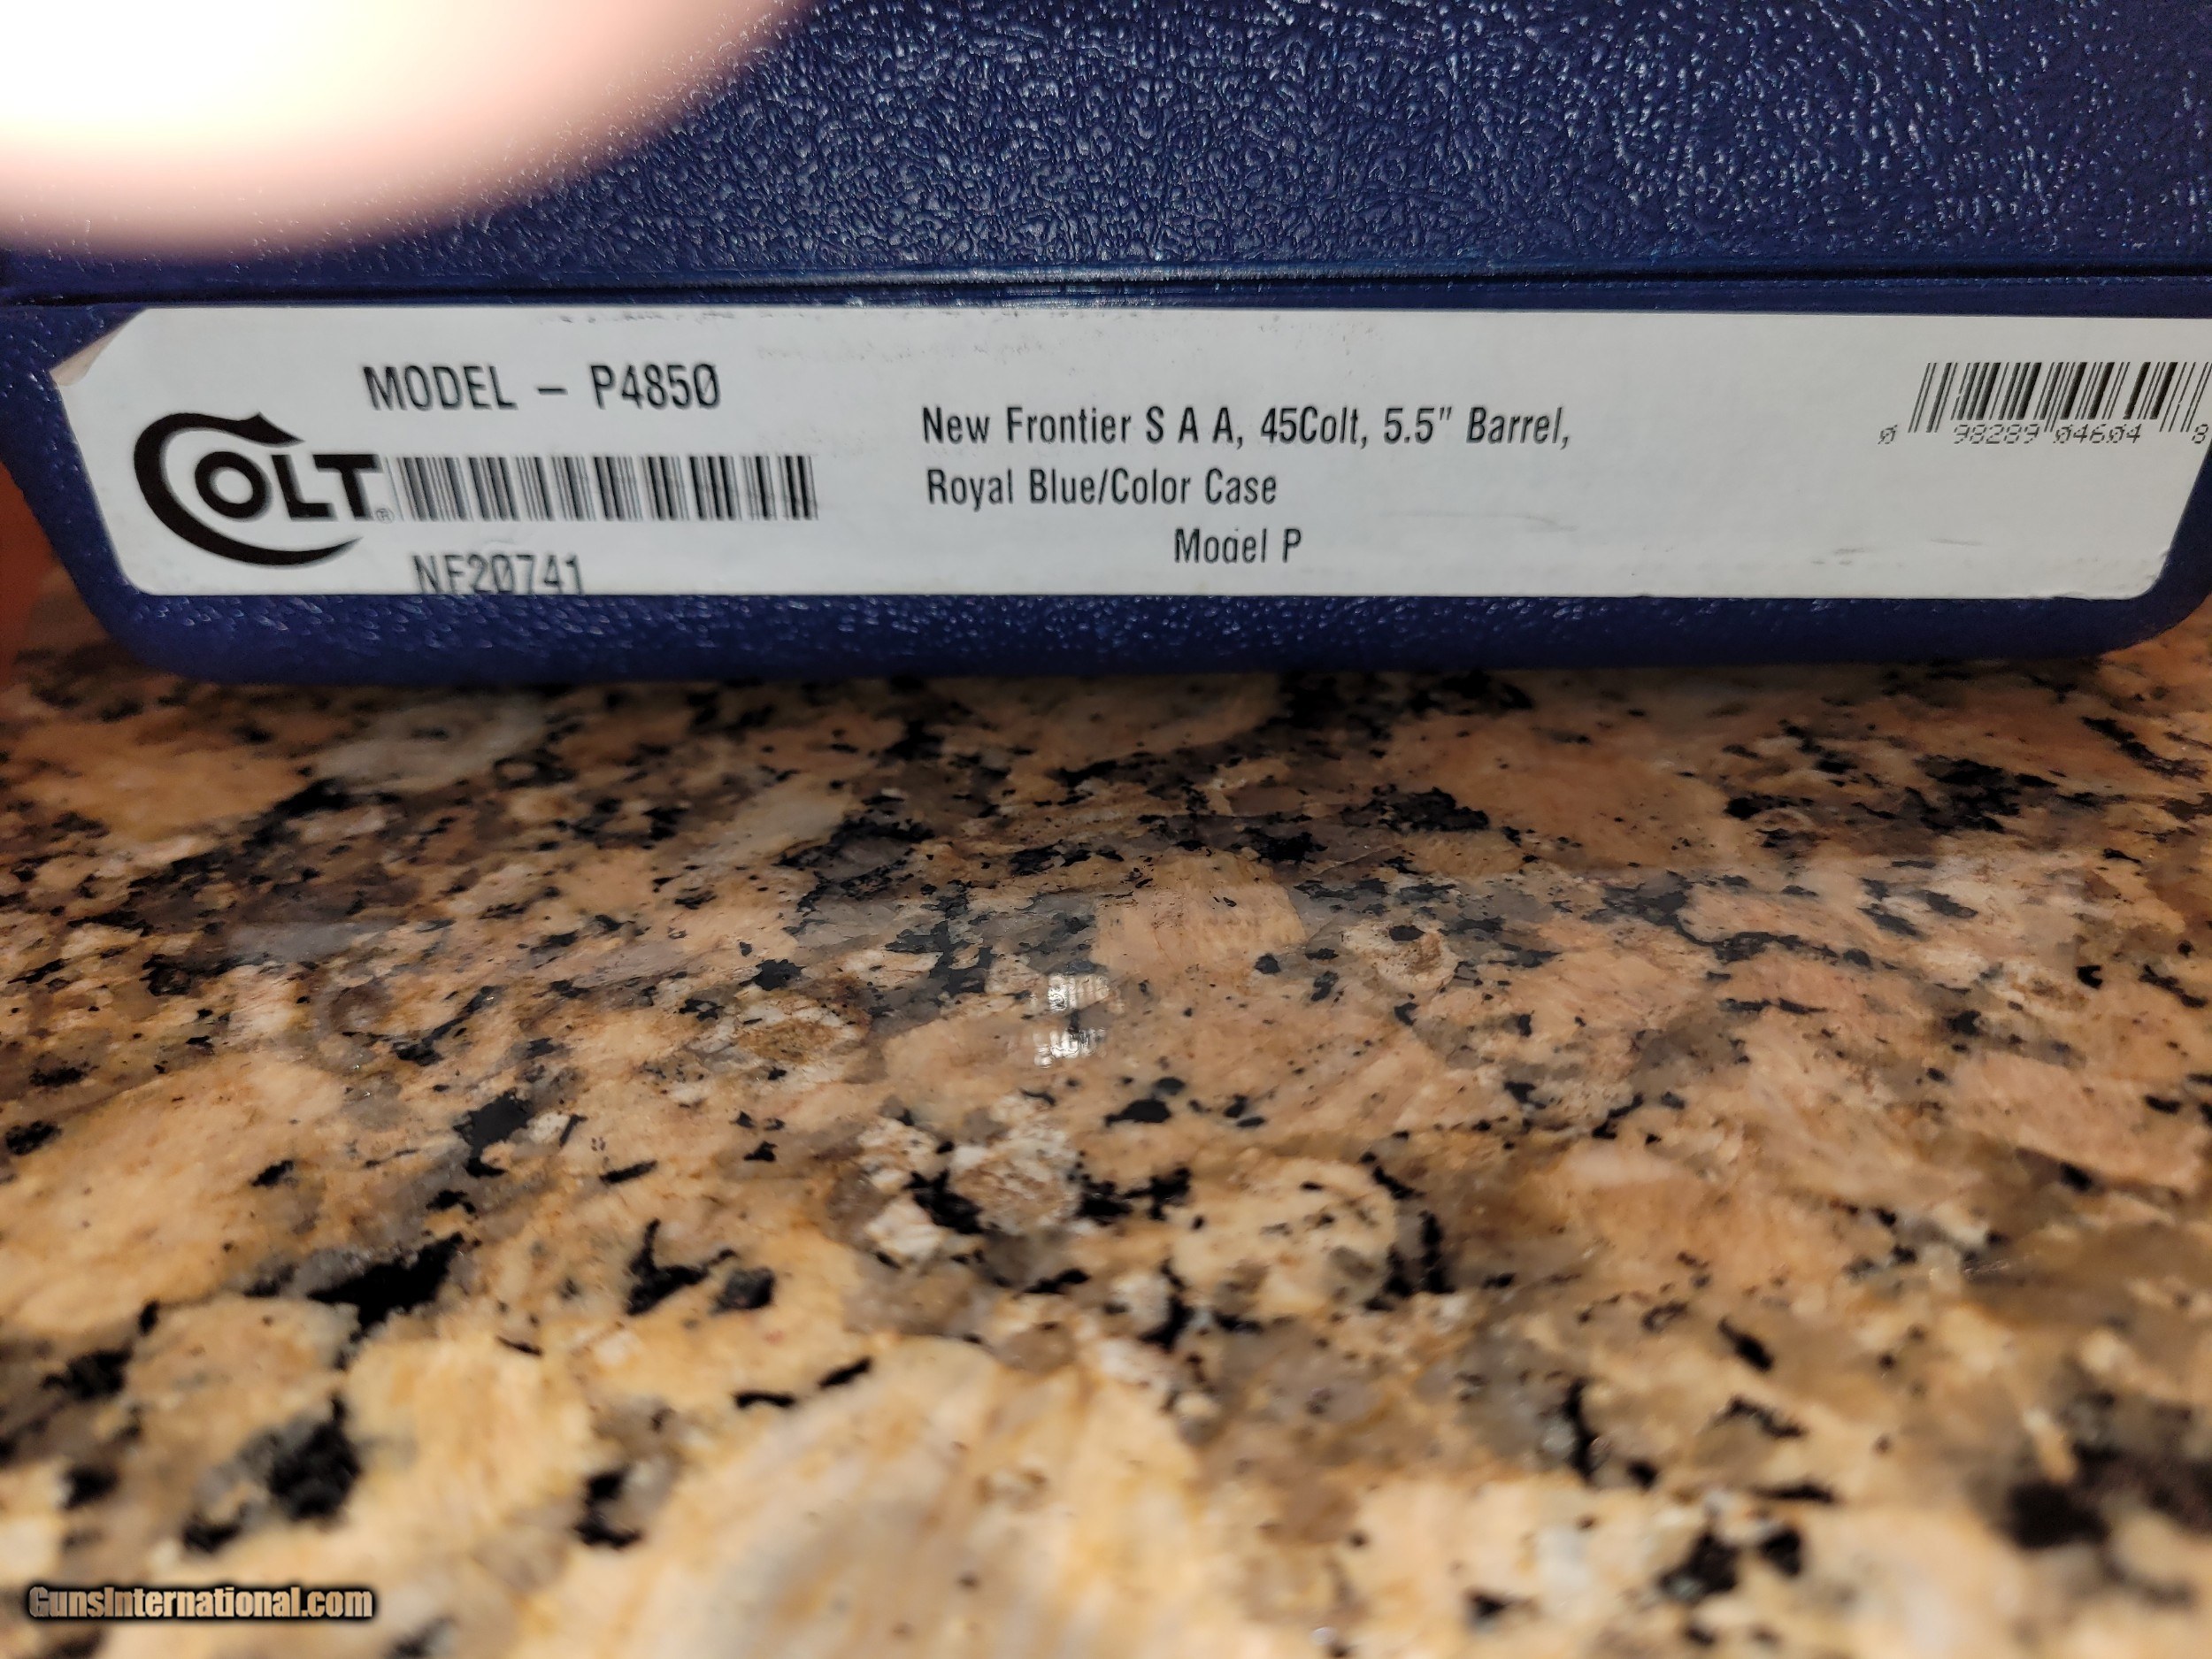 MODEL - P4850
COLT®
NF20741
New Frontier S A A, 45Colt, 5.5" Barrel,
Royal Blue/Color Case
Model P
0 98289 04604 8
GunsInternational.com